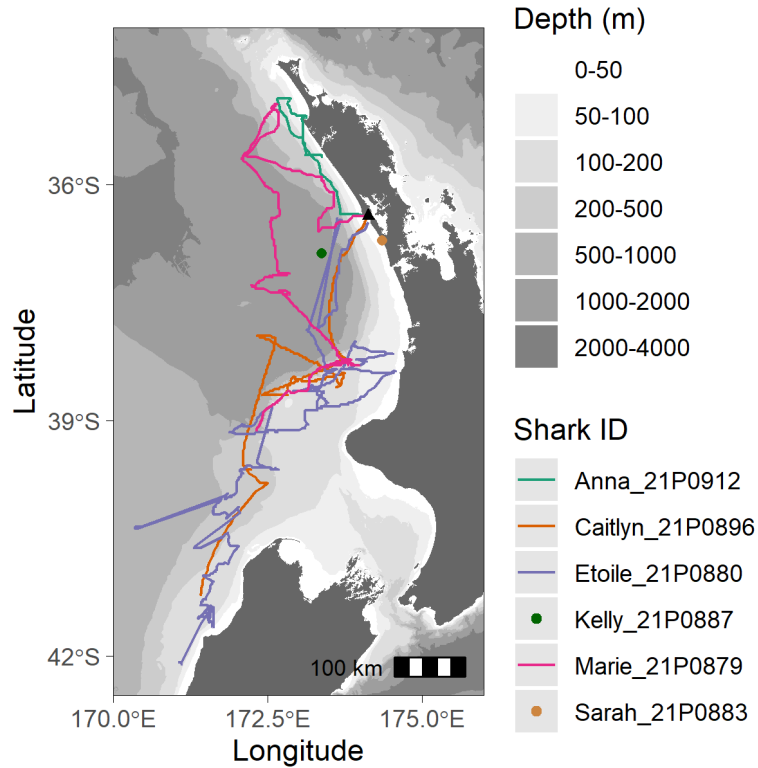 Depth (m)
0-50
50-100
100-200
200-500
500-1000
1000-2000
2000-4000
Shark ID
Anna_21P0912
Caitlyn_21P0896
Etoile_21P0880
Kelly_21P0887
Marie_21P0879
Sarah_21P0883
Latitude
36°S
39°S
42°S
100 km
170.0°E
172.5°E
175.0°E
Longitude